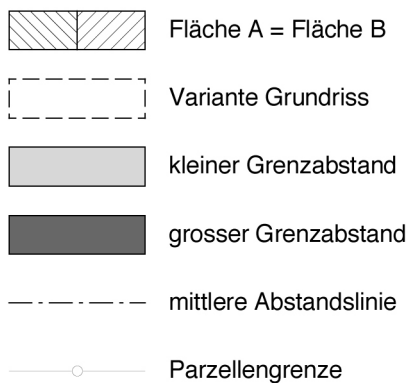 Fläche A = Fläche B
Variante Grundriss
kleiner Grenzabstand
grosser Grenzabstand
mittlere Abstandslinie
Parzellengrenze